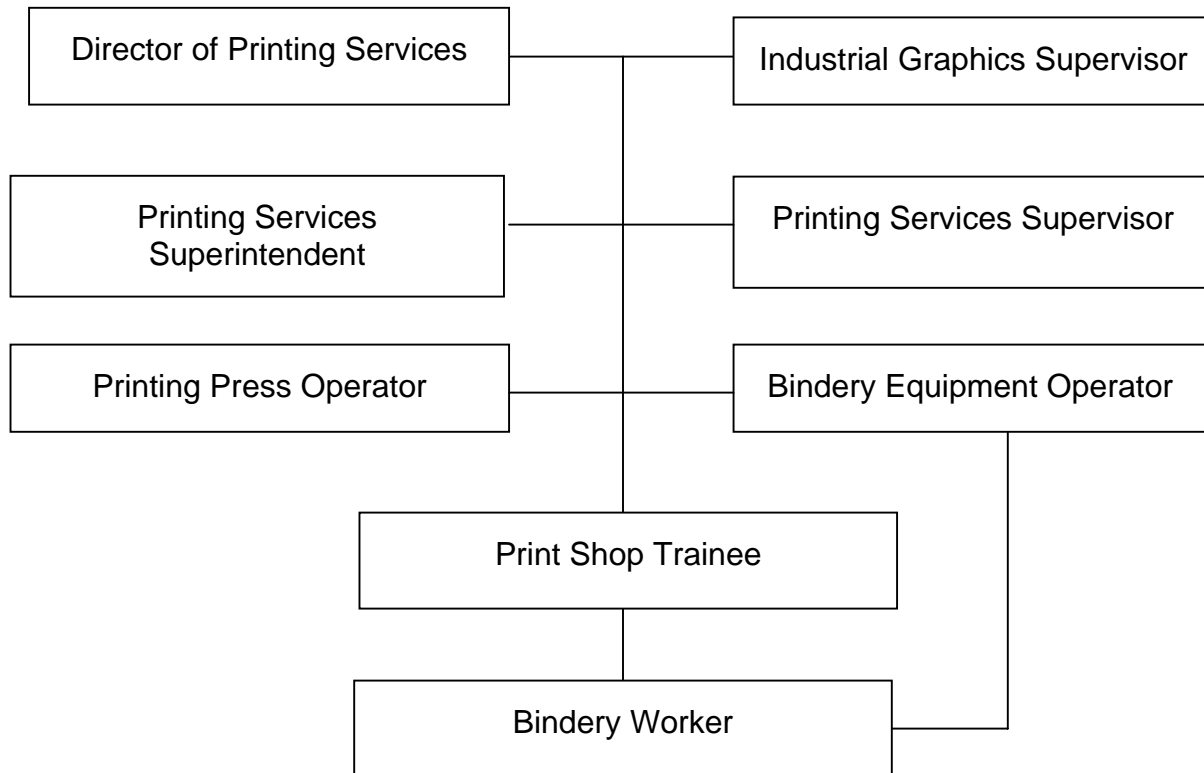 Director of Printing Services
Industrial Graphics Supervisor
Printing Services
Superintendent
Printing Services Supervisor
Printing Press Operator
Bindery Equipment Operator
Print Shop Trainee
Bindery Worker